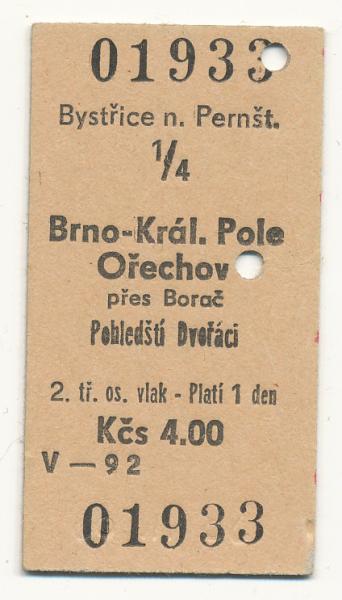 01933
Bystřice n. Pernšt.
1/4
Brno-Král. Pole
Ořechov
přes Borač
Pohledští Dvořáci
2. tř. os. vlak - Platí 1 den
Kčs 4.00
V — 92
01933